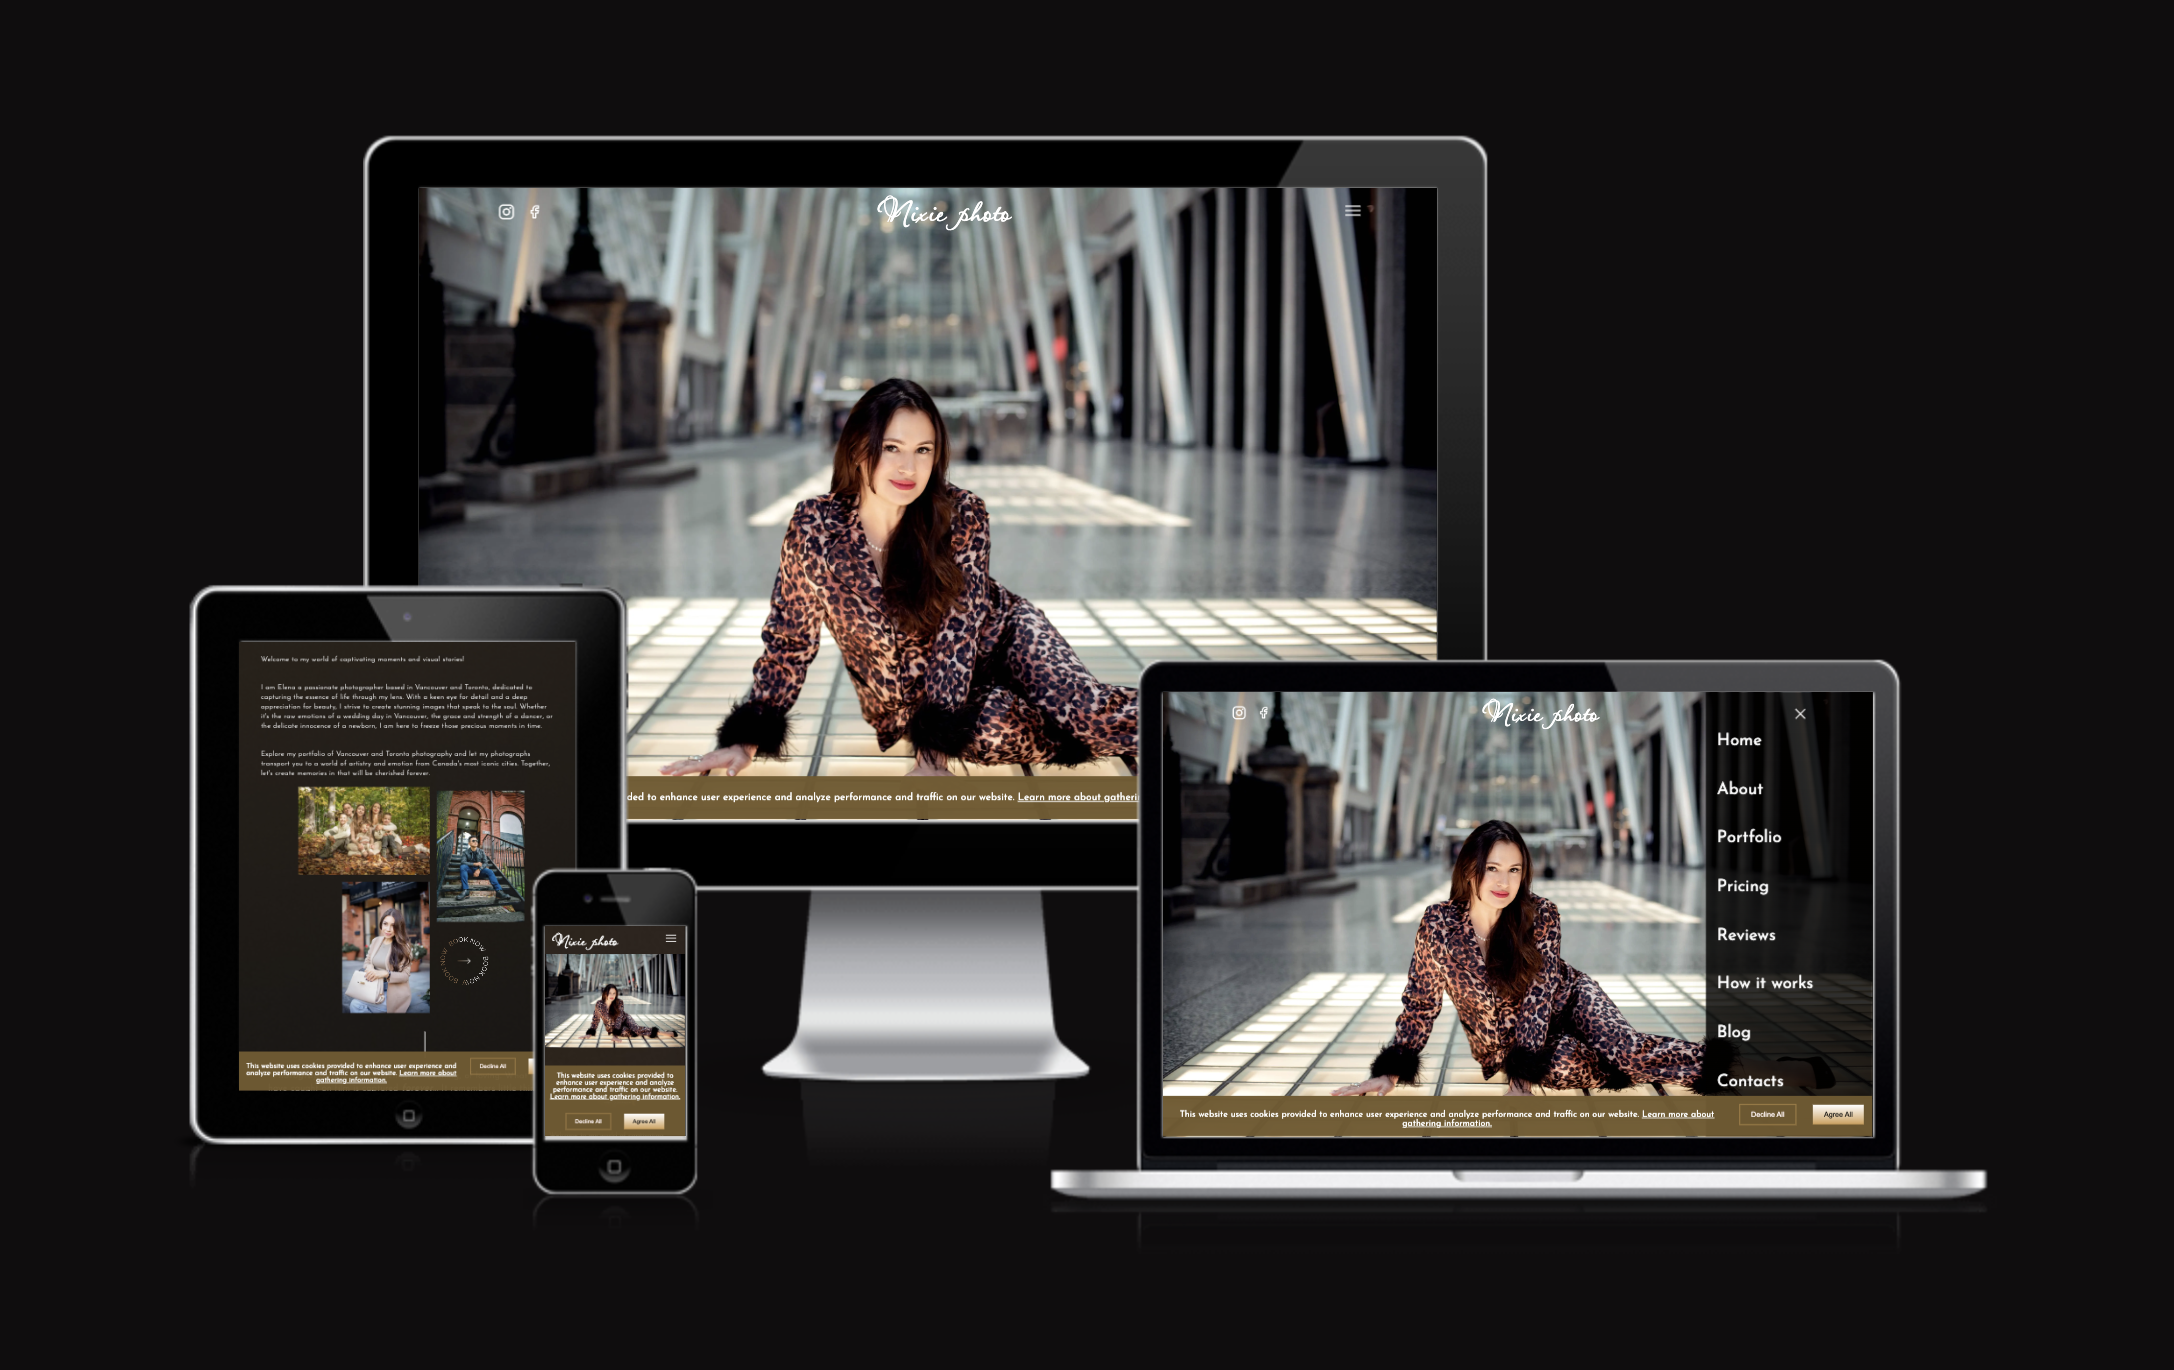 Nixie photo
ded to enhance user experience and analyze performance and traffic on our website. Learn more about gatheri
Welcome to my world of captivating moments and visual stories!
I am Elena a passionate photographer based in Vancouver and Toronto, dedicated to
capturing the essence of life through my lens. With a keen eye for detail and a deep
appreciation for beauty, I strive to create stunning images that speak to the soul. Whether
it's the raw emotions of a wedding day in Vancouver, the grace and strength of a dancer, or
the delicate innocence of a newborn, I am here to freeze those precious moments in time.
Explore my portfolio of Vancouver and Toronto photography and let my photographs
transport you to a world of artistry and emotion from Canada's most iconic cities. Together,
let's create memories in that will be cherished forever.
BOOK NOW BOOK NOW BOOK NOW
This website uses cookies provided to enhance user experience and
analyze performance and traffic on our website. Learn more about
gathering information.
Decline All
Nixie photo
This website uses cookies provided to
enhance user experience and analyze
performance and traffic on our website.
Learn more about gathering information.
Decline All
Agree All
Nixie photo
Home
About
Portfolio
Pricing
Reviews
How it works
Blog
Contacts
This website uses cookies provided to enhance user experience and analyze performance and traffic on our website. Learn more about
gathering information.
Decline All
Agree All